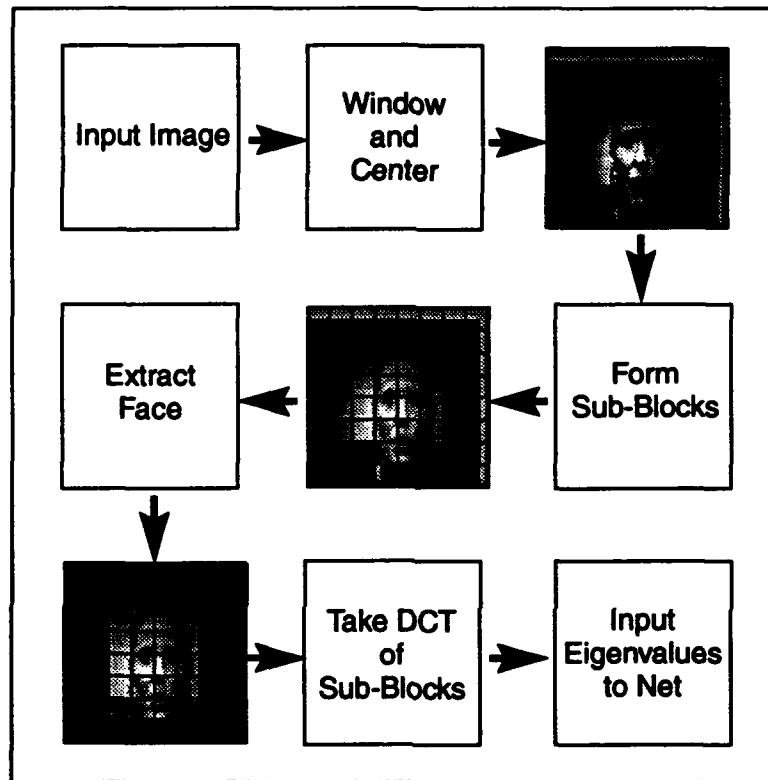 Input Image
Window
and
Center
Form
Sub-Blocks
Extract
Face
Take DCT
of
Sub-Blocks
Input
Eigenvalues
to Net